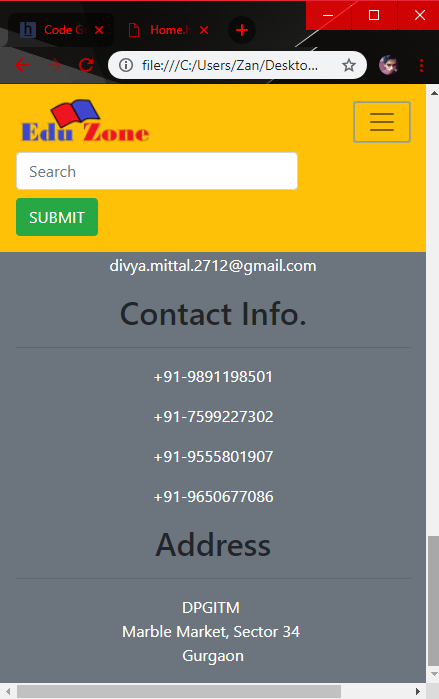 Code G
Home.h
file:///C:/Users/Zan/Deskto...
Edu Zone
Search
SUBMIT
divya.mittal.2712@gmail.com
Contact Info.
+91-9891198501
+91-7599227302
+91-9555801907
+91-9650677086
Address
DPGITM
Marble Market, Sector 34
Gurgaon